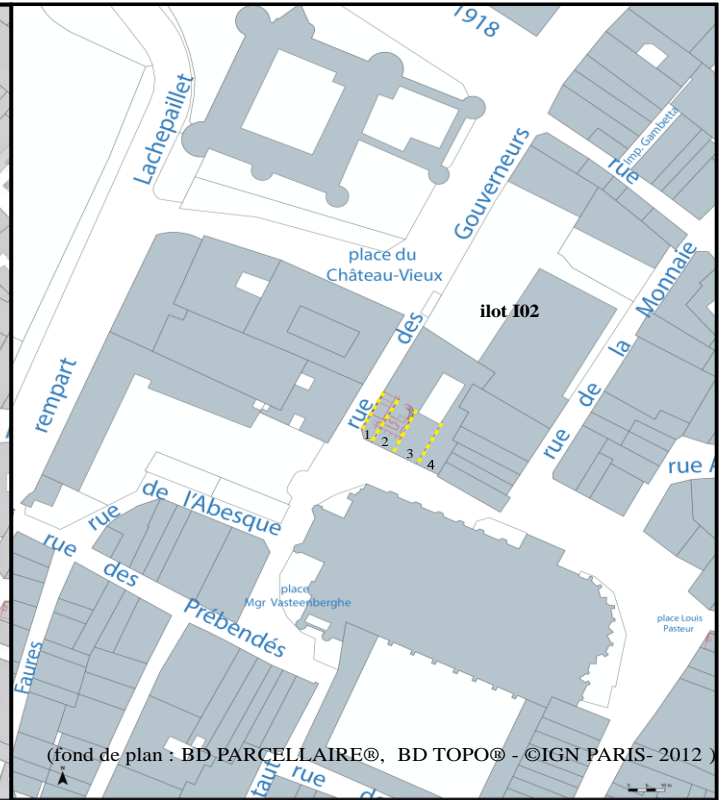 1918
Lachepaillet
Imp. Gambetta
rue
Gouverneurs
place du
Château-Vieux
Monnaie
ilot I02
des
la
rempart
rue
de
1
2
3
4
rue
rue A
de l'Abesque
rue
rue
des
Prébendés
place
Mgr Vasteenberghe
place Louis
Pasteur
Faures
(fond de plan : BD PARCELLAIRE®, BD TOPO® - ©IGN PARIS- 2012 )
N
taut
rue